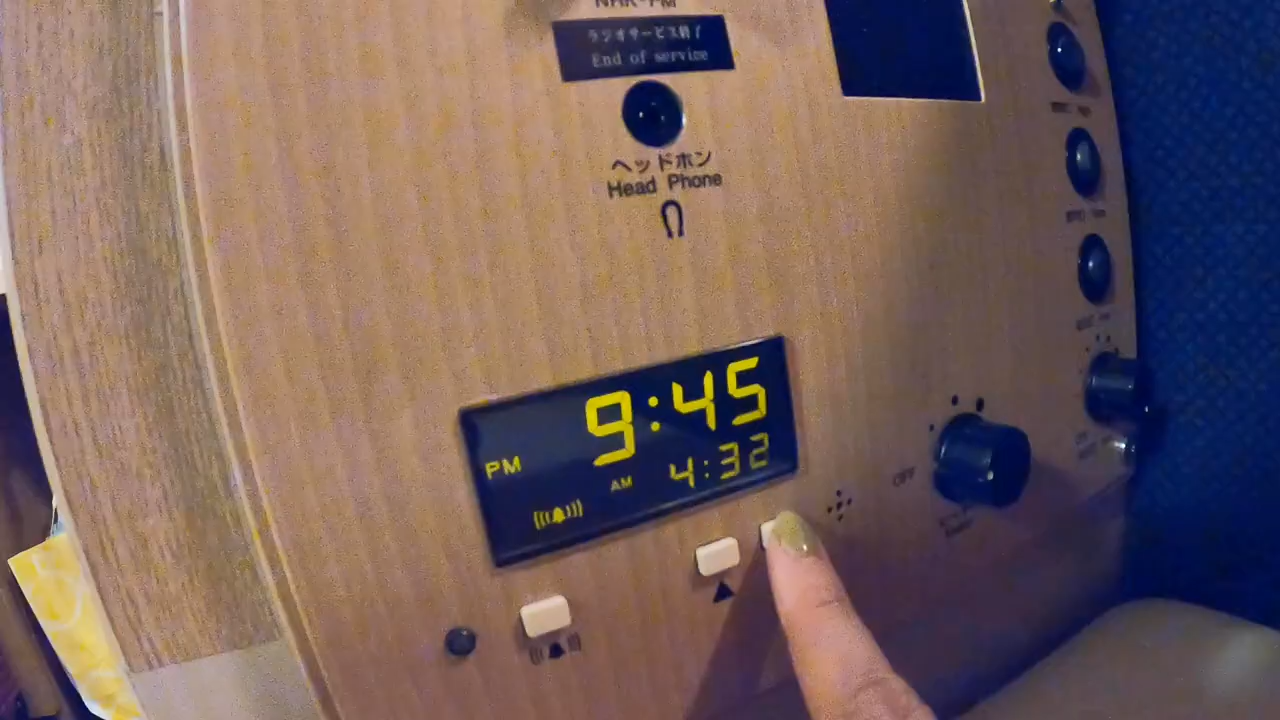 NHK-FM
ラジオサービス終了
End of service
ヘッドホン
Head Phone
9:45
PM
AM 4:32
OFF